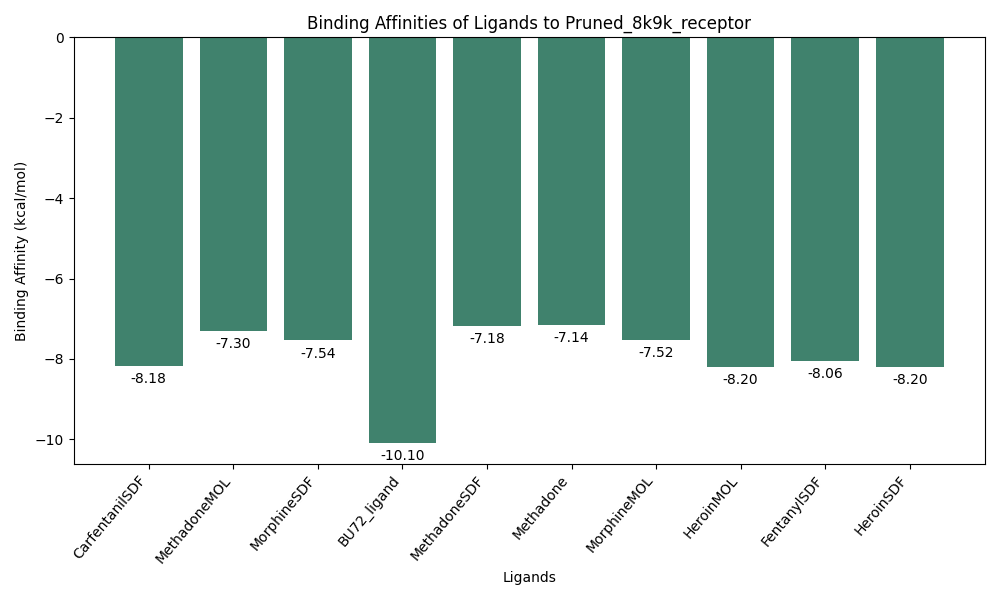 Binding Affinities of Ligands to Pruned_8k9k_receptor
Binding Affinity (kcal/mol)
0
−2
−4
−6
−8
−10
-8.18
-7.30
-7.54
-10.10
-7.18
-7.14
-7.52
-8.20
-8.06
-8.20
CarfentanilSDF
MethadoneMOL
MorphineSDF
BU72_ligand
MethadoneSDF
Methadone
MorphineMOL
HeroinMOL
FentanylSDF
HeroinSDF
Ligands